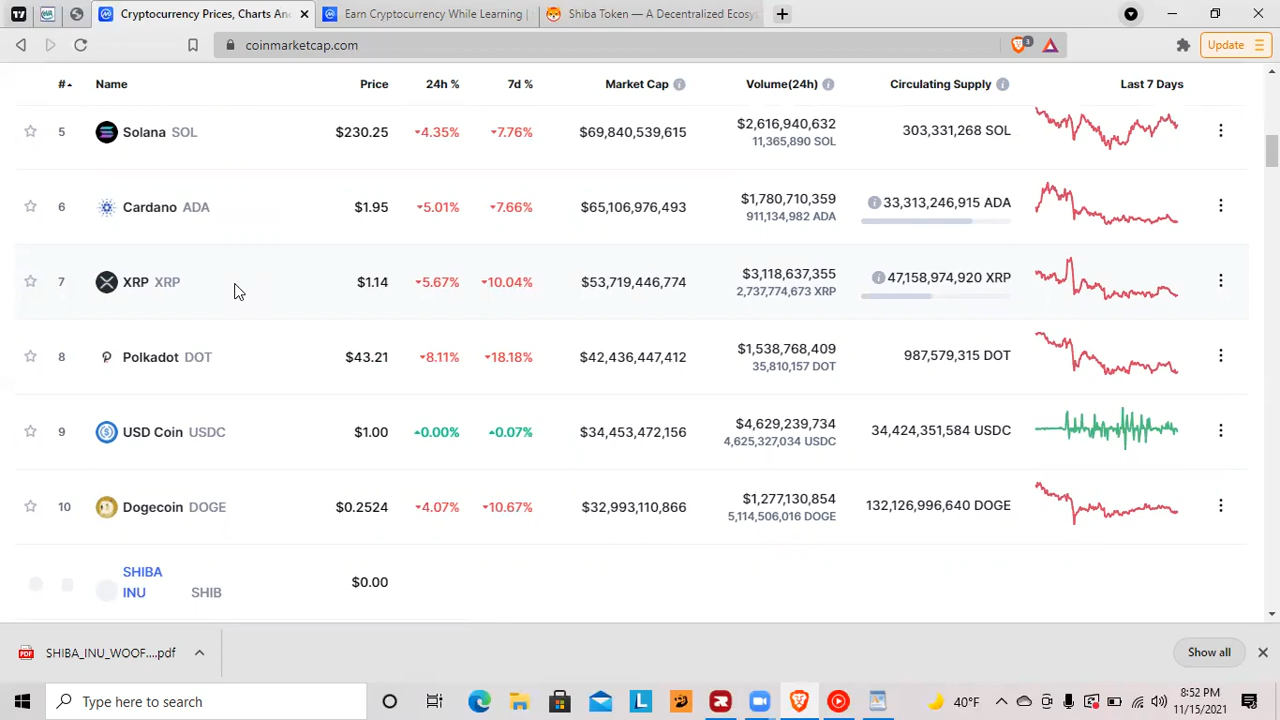 Cryptocurrency Prices, Charts An
Earn Cryptocurrency While Learning |
Shiba Token — A Decentralized Ecosy
coinmarketcap.com
3
Update
# Name Price 24h % 7d % Market Cap Volume(24h) Circulating Supply Last 7 Days
5 Solana SOL $230.25 4.35% 7.76% $69,840,539,615 $2,616,940,632 303,331,268 SOL
11,365,890 SOL
6 Cardano ADA $1.95 5.01% 7.66% $65,106,976,493 $1,780,710,359 33,313,246,915 ADA
911,134,982 ADA
7 XRP XRP $1.14 5.67% 10.04% $53,719,446,774 $3,118,637,355 47,158,974,920 XRP
2,737,774,673 XRP
8 Polkadot DOT $43.21 8.11% 18.18% $42,436,447,412 $1,538,768,409 987,579,315 DOT
35,810,157 DOT
9 USD Coin USDC $1.00 0.00% 0.07% $34,453,472,156 $4,629,239,734 34,424,351,584 USDC
4,625,327,034 USDC
10 Dogecoin DOGE $0.2524 4.07% 10.67% $32,993,110,866 $1,277,130,854 132,126,996,640 DOGE
5,114,506,016 DOGE
SHIBA
INU SHIB $0.00
SHIBA_INU_WOOF....pdf
Show all
Type here to search
40°F
8:52 PM
11/15/2021